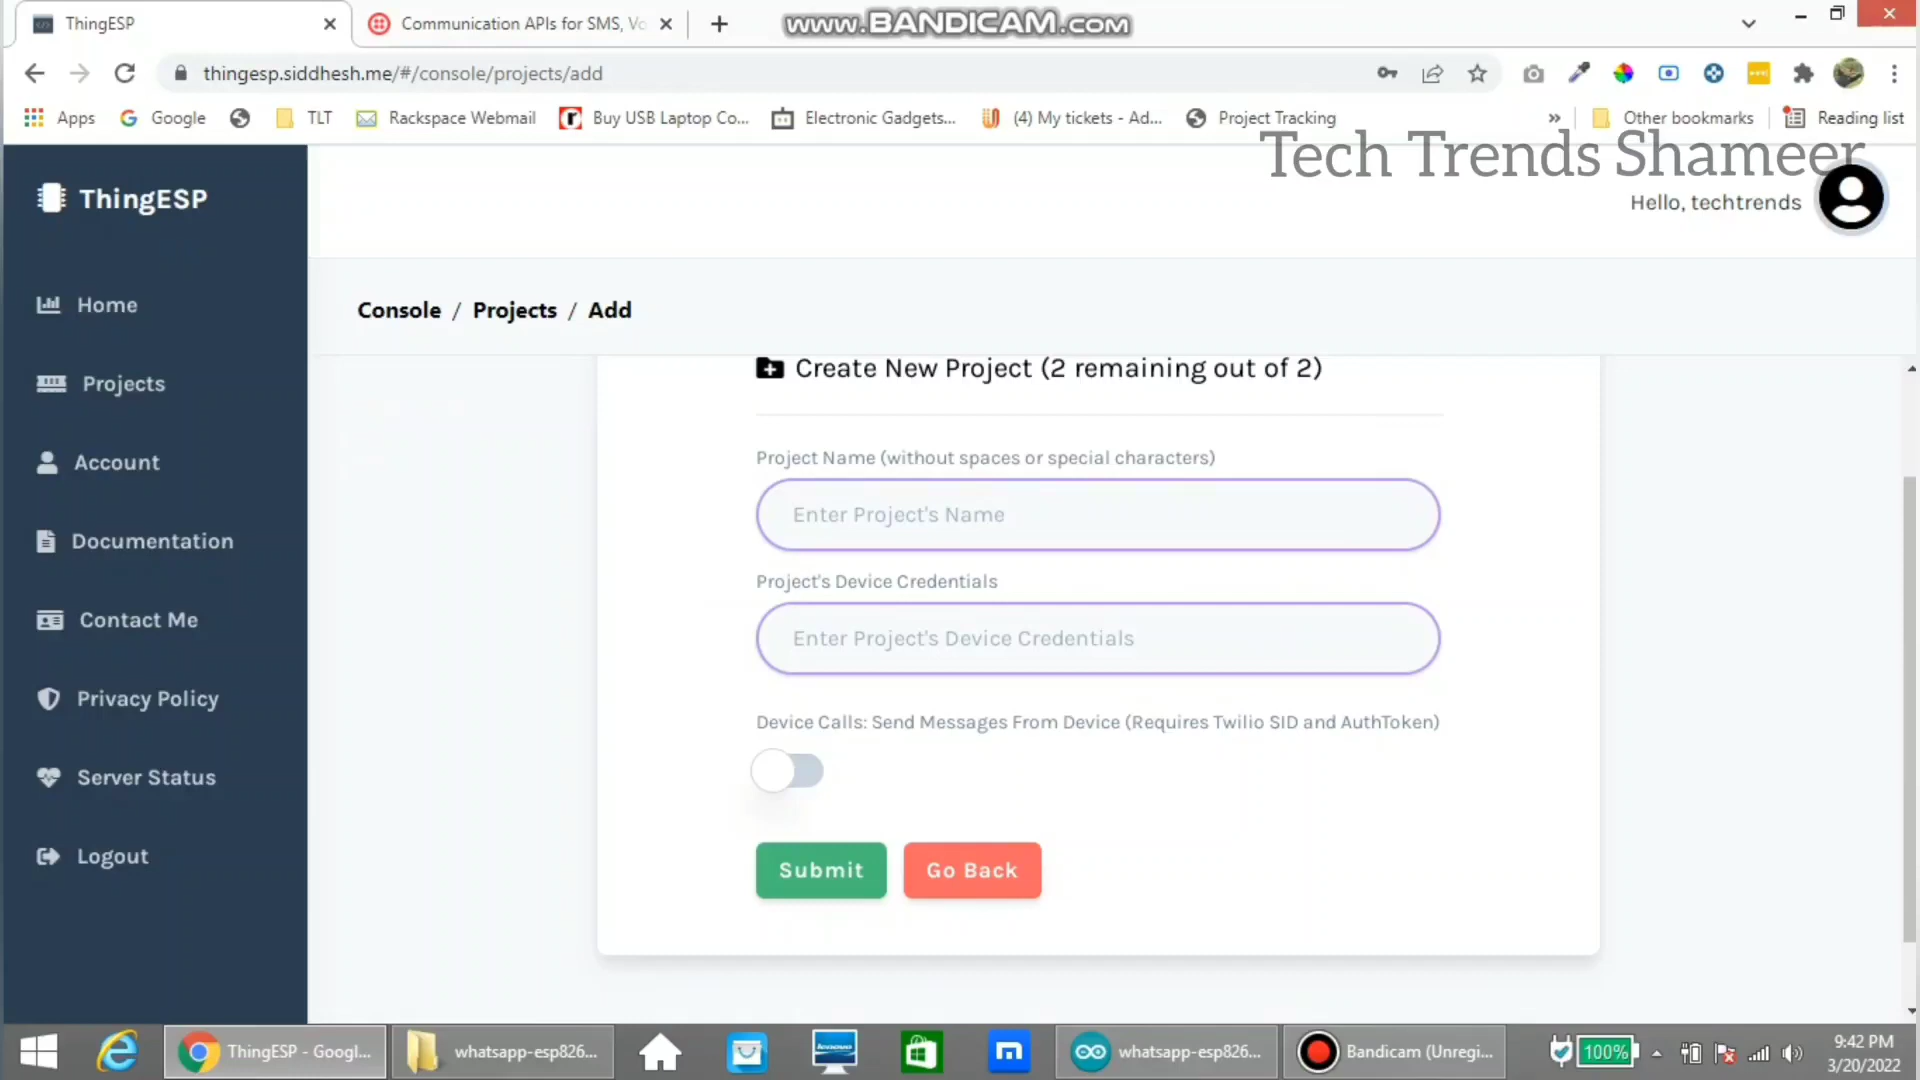 ThingESP
Communication APIs for SMS, Vo
www.BANDICAM.com
thingesp.siddhesh.me/#/console/projects/add
Apps
Google
TLT
Rackspace Webmail
Buy USB Laptop Co...
Electronic Gadgets...
(4) My tickets - Ad...
Project Tracking
»
Other bookmarks
Reading list
Tech Trends Shameer
ThingESP
Hello, techtrends
Home
Projects
Account
Documentation
Contact Me
Privacy Policy
Server Status
Logout
Console / Projects / Add
Create New Project (2 remaining out of 2)
Project Name (without spaces or special characters)
Enter Project's Name
Project's Device Credentials
Enter Project's Device Credentials
Device Calls: Send Messages From Device (Requires Twilio SID and AuthToken)
Submit
Go Back
ThingESP - Googl...
whatsapp-esp826...
whatsapp-esp826...
Bandicam (Unregi...
100%
9:42 PM
3/20/2022